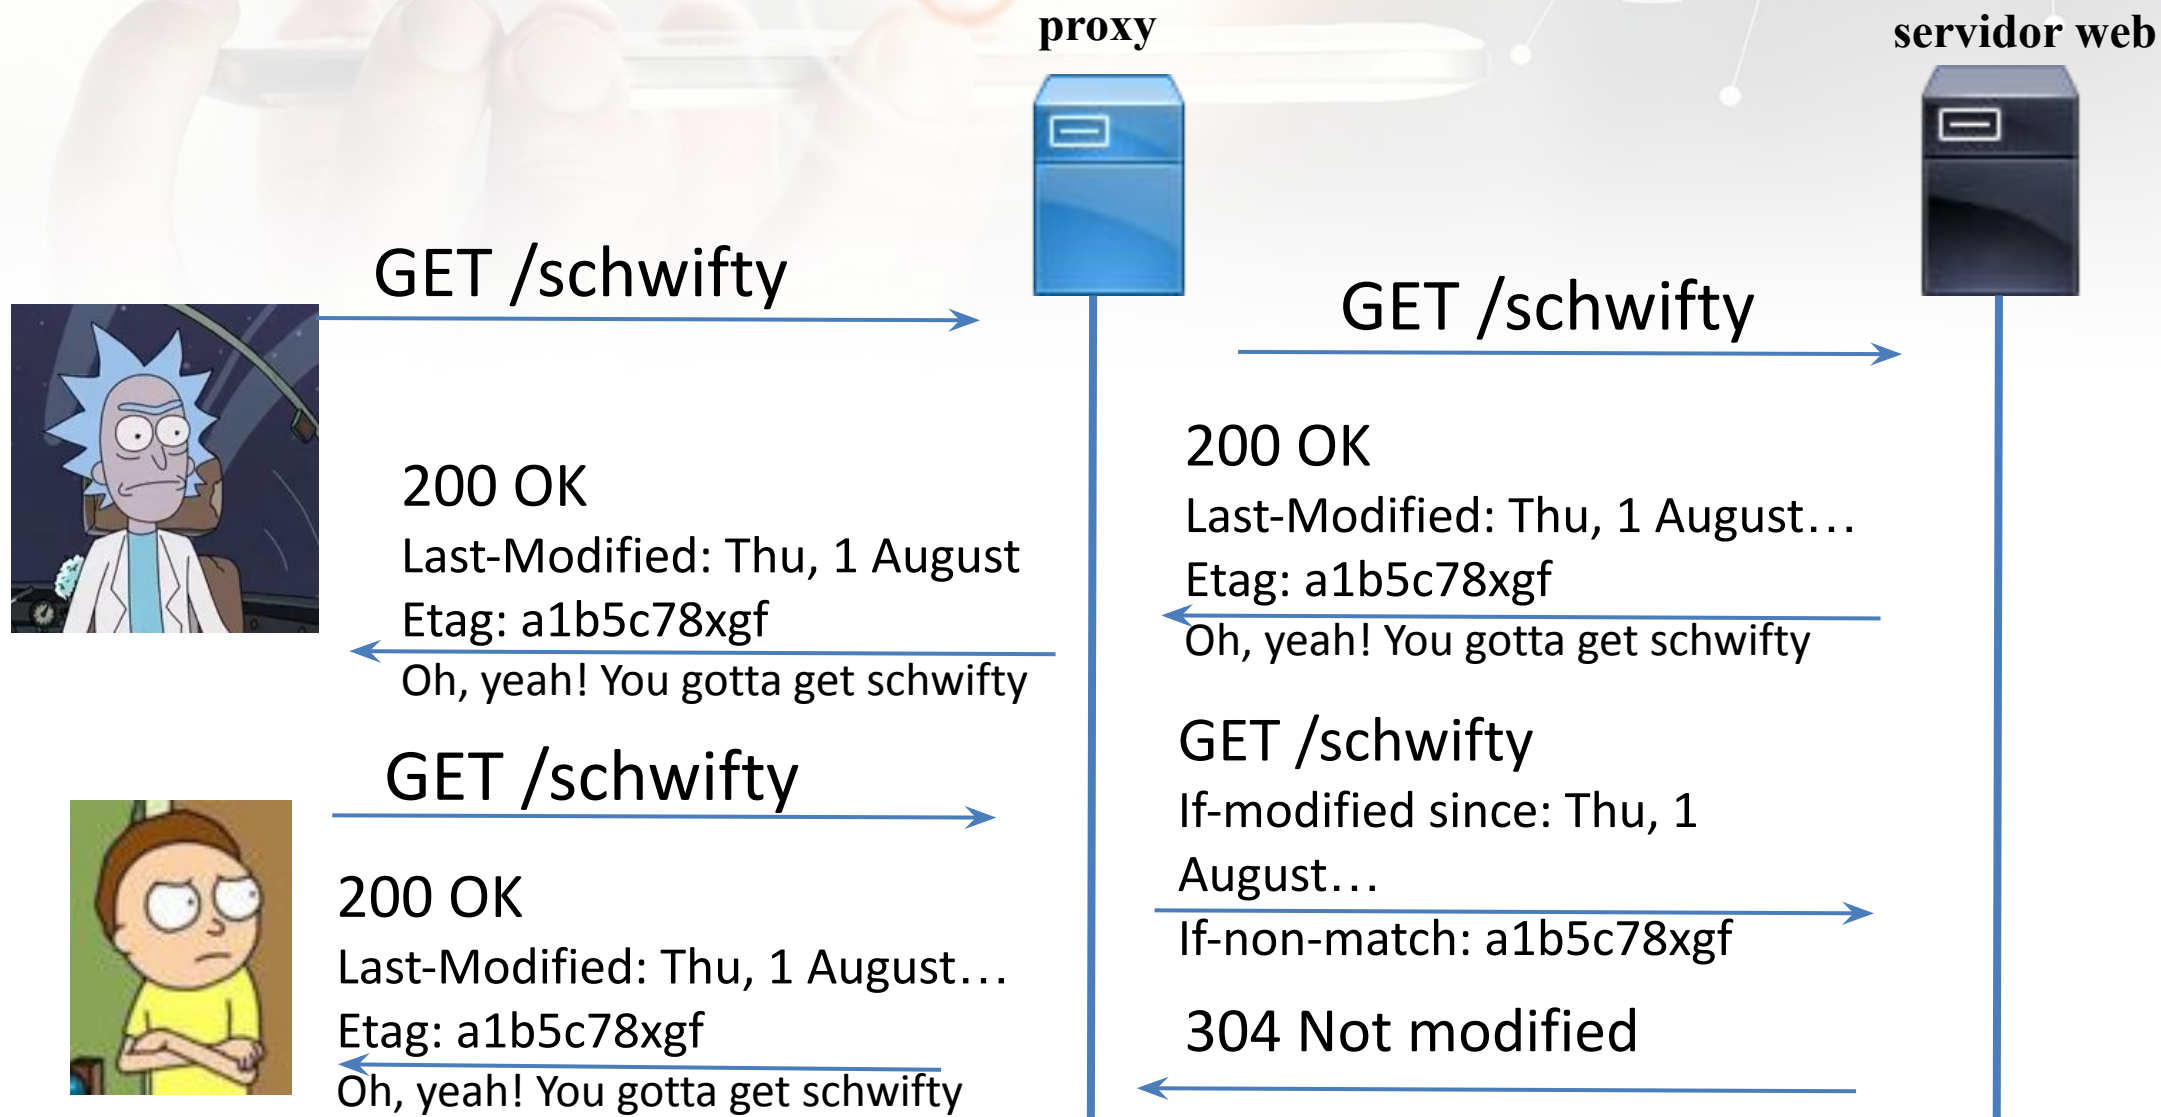 proxy
servidor web
GET /schwifty
GET /schwifty
200 OK
Last-Modified: Thu, 1 August…
Etag: a1b5c78xgf
Oh, yeah! You gotta get schwifty
200 OK
Last-Modified: Thu, 1 August
Etag: a1b5c78xgf
Oh, yeah! You gotta get schwifty
GET /schwifty
GET /schwifty
If-modified since: Thu, 1
August…
If-non-match: a1b5c78xgf
304 Not modified
200 OK
Last-Modified: Thu, 1 August…
Etag: a1b5c78xgf
Oh, yeah! You gotta get schwifty